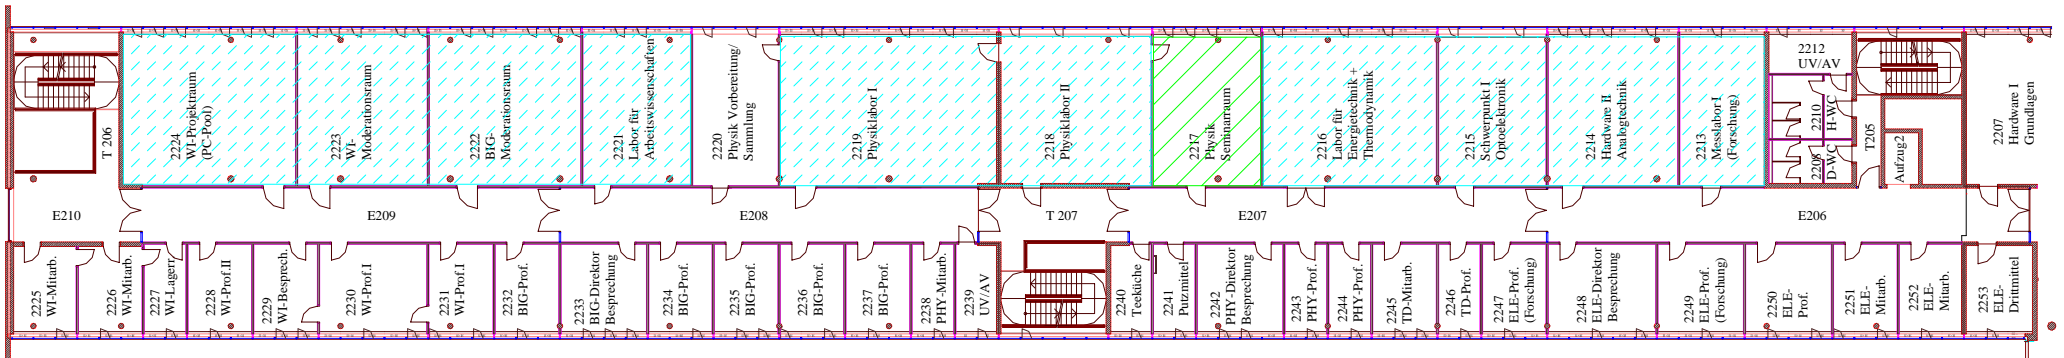 T 206
2224
WI-Projektraum
(PC-Pool)
2223
WI-
Moderationsraum
2222
BIG-
Moderationsraum
2221
Labor für
Arbeitswissenschaften
2220
Physik Vorbereitung/
Sammlung
2219
Physiklabor I
2218
Physiklabor II
2217
Physik
Seminarraum
2216
Labor für
Energietechnik +
Thermodynamik
2215
Schwerpunkt I
Optoelektronik
2214
Hardware II
Analogtechnik
2213
Messlabor I
(Forschung)
2212
UV/AV
2210
H-WC
2208
D-WC
T205
Aufzug2
2207
Hardware I
Grundlagen
E210
E209
E208
T 207
E207
E206
2225
WI-Mitarb.
2226
WI-Mitarb.
2227
WI-Lagerr.
2228
WI-Prof.II
2229
WI-Besprech.
2230
WI-Prof.I
2231
WI-Prof.I
2232
BIG-Prof.
2233
BIG-Direktor
Besprechung
2234
BIG-Prof.
2235
BIG-Prof.
2236
BIG-Prof.
2237
BIG-Prof.
2238
PHY-Mitarb.
2239
UV/AV
2240
Teeküche
2241
Putzmittel
2242
PHY-Direktor
Besprechung
2243
PHY-Prof.
2244
PHY-Prof.
2245
TD-Mitarb.
2246
TD-Prof.
2247
ELE-Prof.
(Forschung)
2248
ELE-Direktor
Besprechung
2249
ELE-Prof.
(Forschung)
2250
ELE-
Prof.
2251
ELE-
Mitarb.
2252
ELE-
Mitarb.
2253
ELE-
Drittmittel